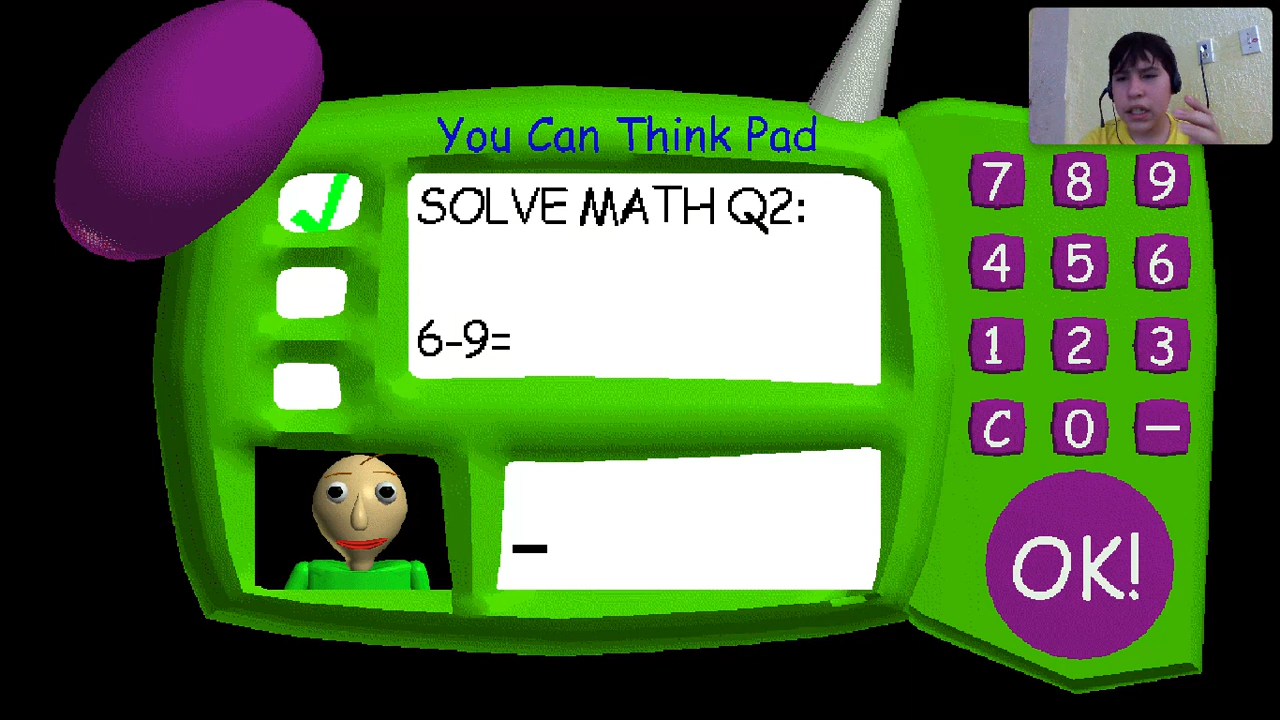 You Can Think Pad
SOLVE MATH Q2:
6-9=
7 8 9
4 5 6
1 2 3
C 0 -
OK!